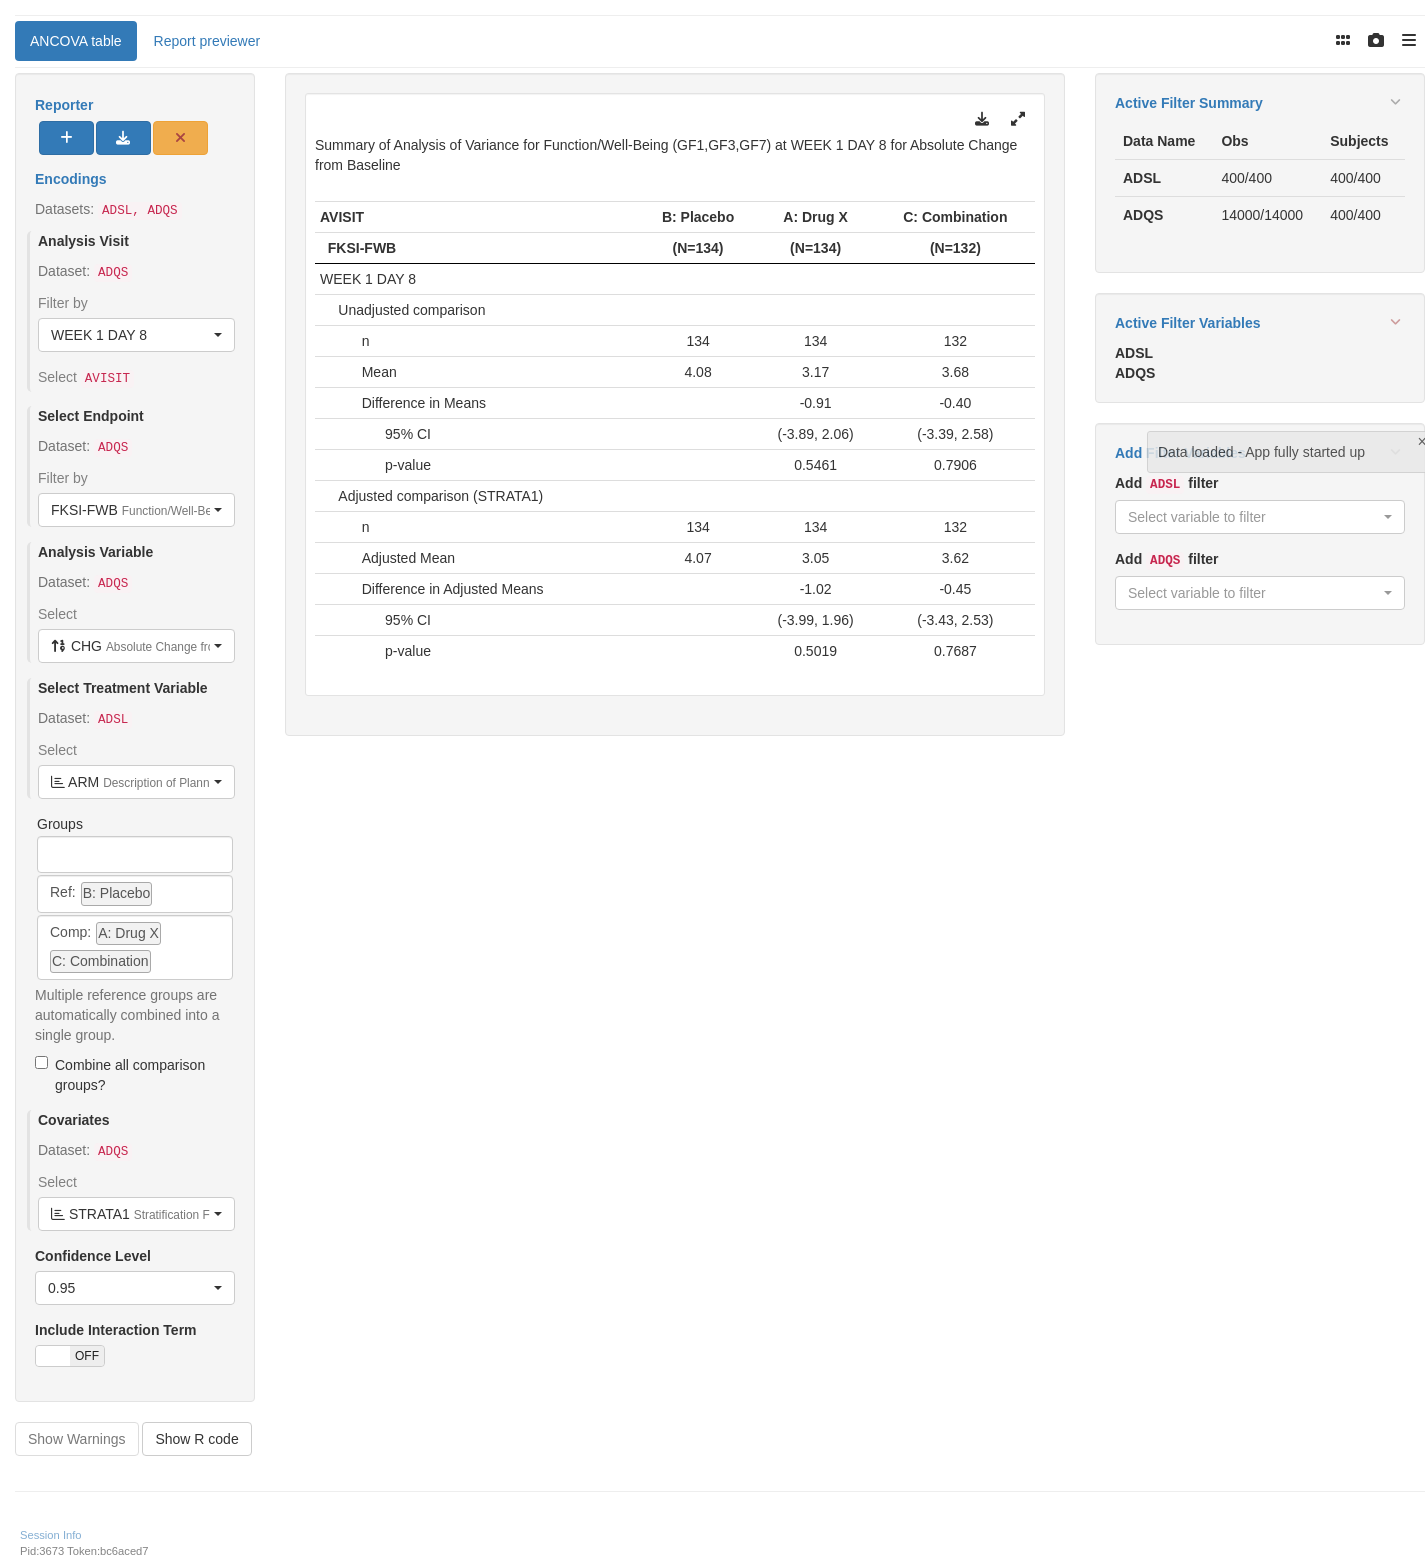 ANCOVA table
Report previewer
Reporter
Encodings
Datasets: ADSL, ADQS
Analysis Visit
Dataset: ADQS
Filter by
WEEK 1 DAY 8
Select AVISIT
Select Endpoint
Dataset: ADQS
Filter by
FKSI-FWB Function/Well-Be
Analysis Variable
Dataset: ADQS
Select
CHG Absolute Change fro
Select Treatment Variable
Dataset: ADSL
Select
ARM Description of Plann
Groups
Ref: B: Placebo
Comp: A: Drug X
C: Combination
Multiple reference groups are
automatically combined into a
single group.
Combine all comparison
groups?
Covariates
Dataset: ADQS
Select
STRATA1 Stratification F
Confidence Level
0.95
Include Interaction Term
OFF
Show Warnings
Show R code
Summary of Analysis of Variance for Function/Well-Being (GF1,GF3,GF7) at WEEK 1 DAY 8 for Absolute Change
from Baseline
AVISIT B: Placebo A: Drug X C: Combination
FKSI-FWB (N=134) (N=134) (N=132)
WEEK 1 DAY 8
Unadjusted comparison
n 134 134 132
Mean 4.08 3.17 3.68
Difference in Means -0.91 -0.40
95% CI (-3.89, 2.06) (-3.39, 2.58)
p-value 0.5461 0.7906
Adjusted comparison (STRATA1)
n 134 134 132
Adjusted Mean 4.07 3.05 3.62
Difference in Adjusted Means -1.02 -0.45
95% CI (-3.99, 1.96) (-3.43, 2.53)
p-value 0.5019 0.7687
Active Filter Summary
Data Name Obs Subjects
ADSL 400/400 400/400
ADQS 14000/14000 400/400
Active Filter Variables
ADSL
ADQS
Add
Data loaded - App fully started up
×
Add ADSL filter
Select variable to filter
Add ADQS filter
Select variable to filter
Session Info
Pid:3673 Token:bc6aced7